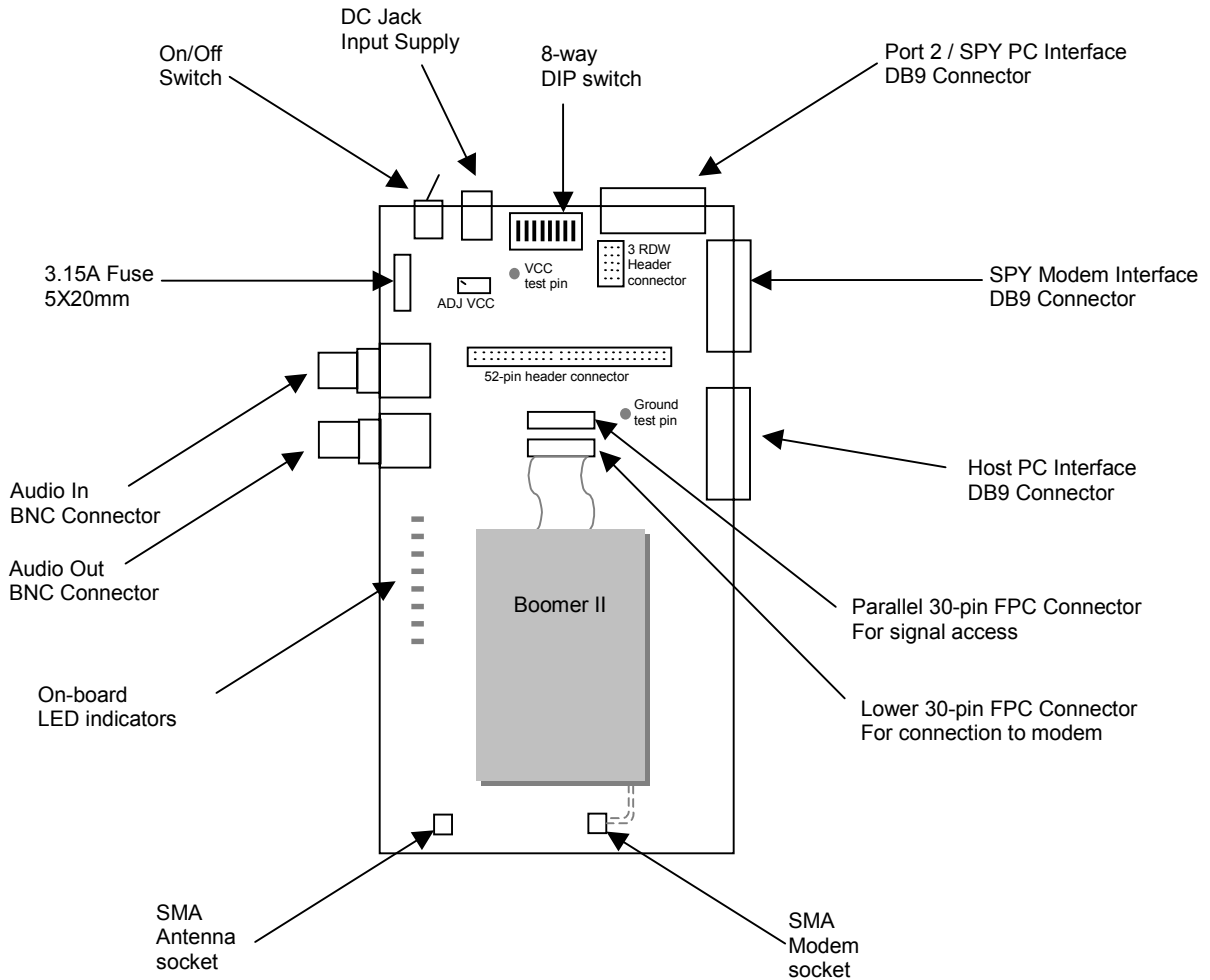 DC Jack
Input Supply
On/Off
Switch
8-way
DIP switch
Port 2 / SPY PC Interface
DB9 Connector
3.15A Fuse
5X20mm
VCC
test pin
ADJ VCC
3 RDW
Header
connector
SPY Modem Interface
DB9 Connector
52-pin header connector
Ground
test pin
Host PC Interface
DB9 Connector
Audio In
BNC Connector
Audio Out
BNC Connector
Boomer II
Parallel 30-pin FPC Connector
For signal access
On-board
LED indicators
Lower 30-pin FPC Connector
For connection to modem
SMA
Antenna
socket
SMA
Modem
socket